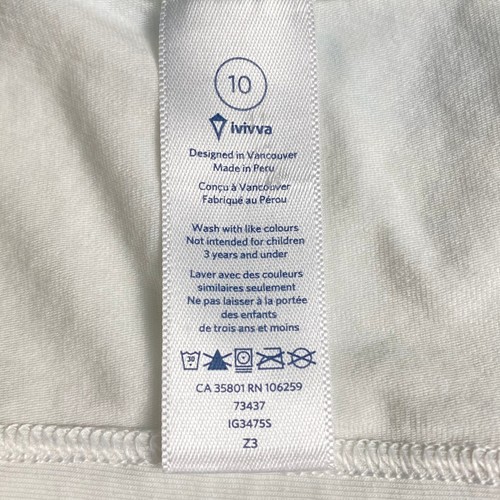 10
ivivva
Designed in Vancouver
Made in Peru
Conçu à Vancouver
Fabriqué au Pérou
Wash with like colours
Not intended for children
3 years and under
Laver avec des couleurs
similaires seulement
Ne pas laisser à la portée
des enfants
de trois ans et moins
30
CA 35801 RN 106259
73437
IG3475S
Z3